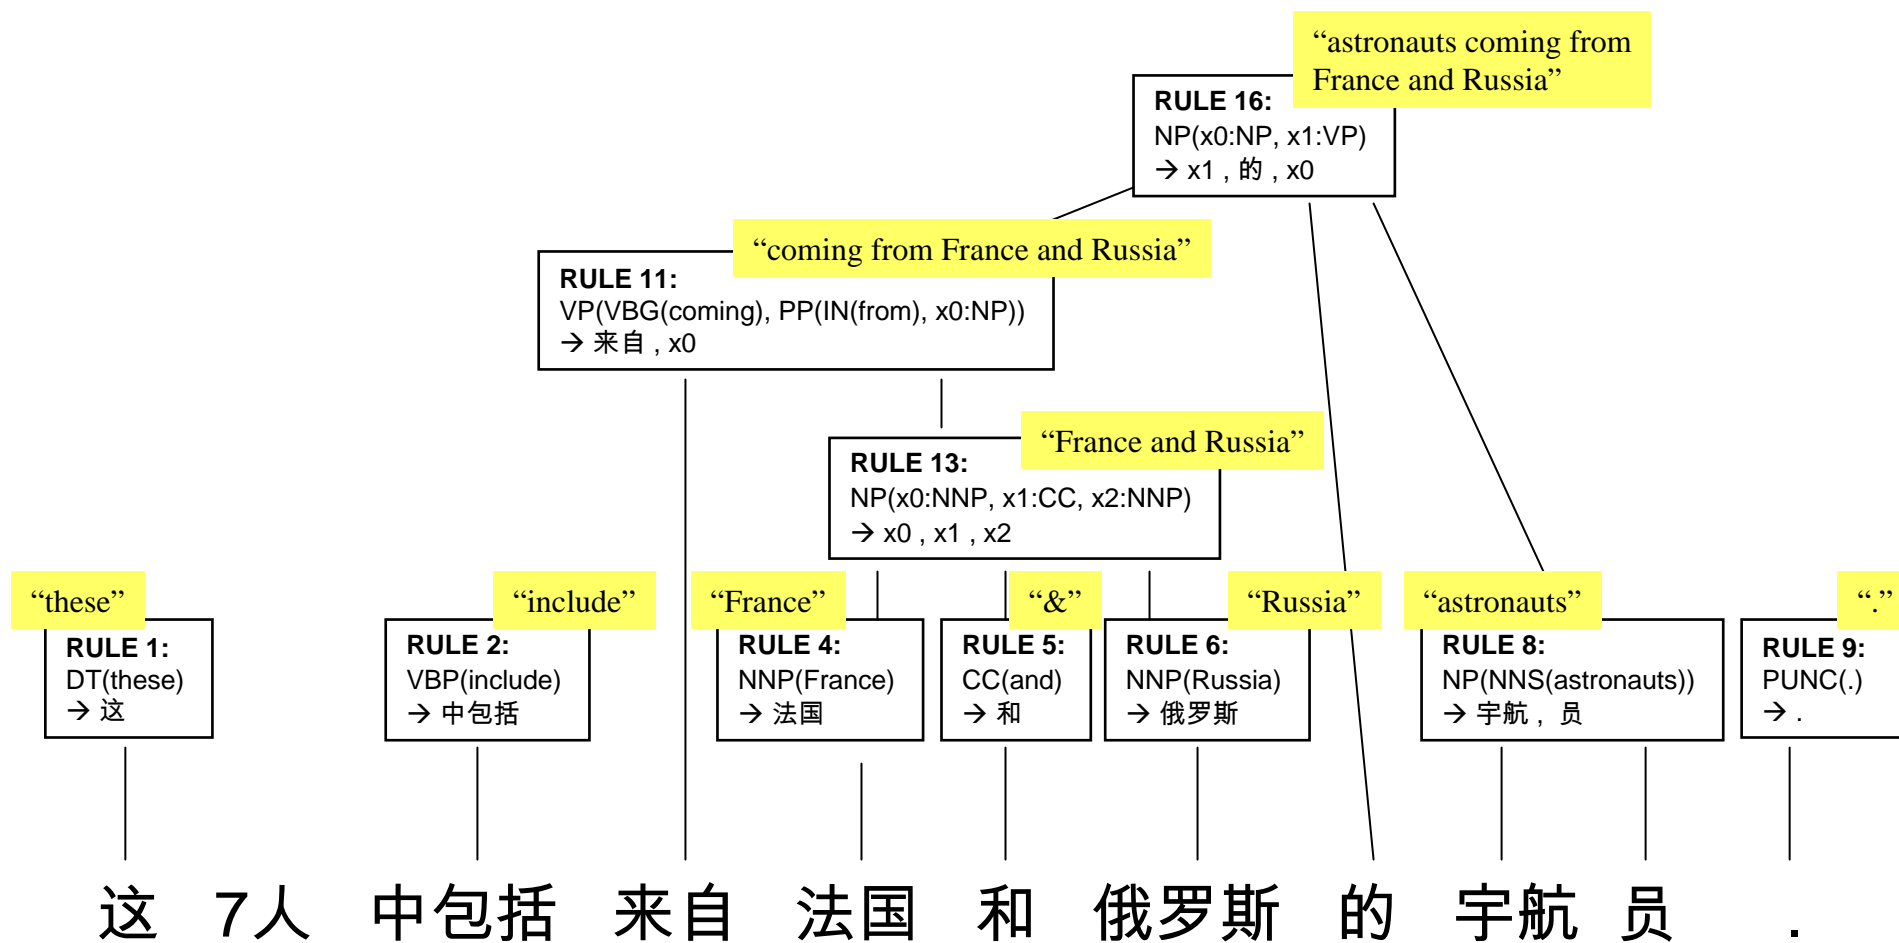 “astronauts coming from
France and Russia”
RULE 16:
NP(x0:NP, x1:VP)
→ x1 , 的 , x0
“coming from France and Russia”
RULE 11:
VP(VBG(coming), PP(IN(from), x0:NP))
→ 来自 , x0
“France and Russia”
RULE 13:
NP(x0:NNP, x1:CC, x2:NNP)
→ x0 , x1 , x2
“these”
RULE 1:
DT(these)
→ 这
“include”
RULE 2:
VBP(include)
→ 中包括
“France”
RULE 4:
NNP(France)
→ 法国
“&”
RULE 5:
CC(and)
→ 和
“Russia”
RULE 6:
NNP(Russia)
→ 俄罗斯
“astronauts”
RULE 8:
NP(NNS(astronauts))
→ 宇航 , 员
“.”
RULE 9:
PUNC(.)
→ .
这 7人 中包括 来自 法国 和 俄罗斯 的 宇航 员 .